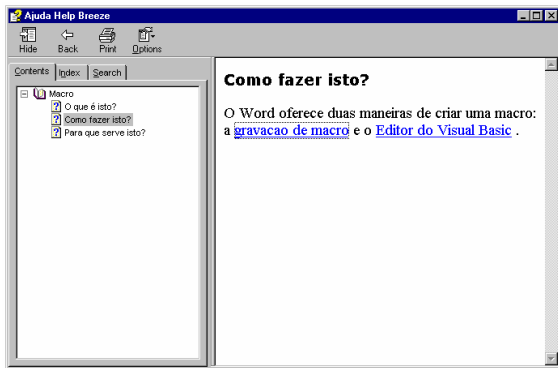 Ajuda Help Breeze
Hide Back Print Options
Contents Index Search
Macro
O que é isto?
Como fazer isto?
Para que serve isto?
Como fazer isto?
O Word oferece duas maneiras de criar uma macro:
a gravacao de macro e o Editor do Visual Basic .